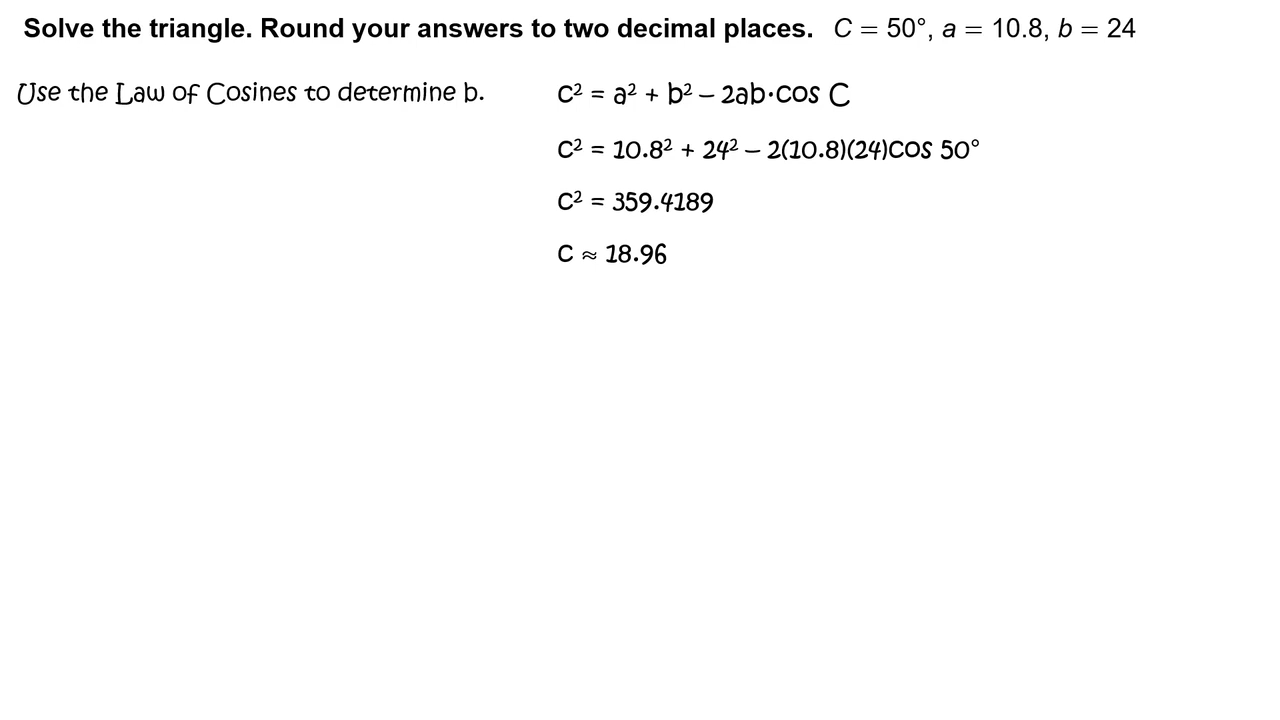 Solve the triangle. Round your answers to two decimal places. C = 50°, a = 10.8, b = 24
Use the Law of Cosines to determine b.
c² = a² + b² – 2ab·cos C
c² = 10.8² + 24² – 2(10.8)(24)cos 50°
c² = 359.4189
c ≈ 18.96